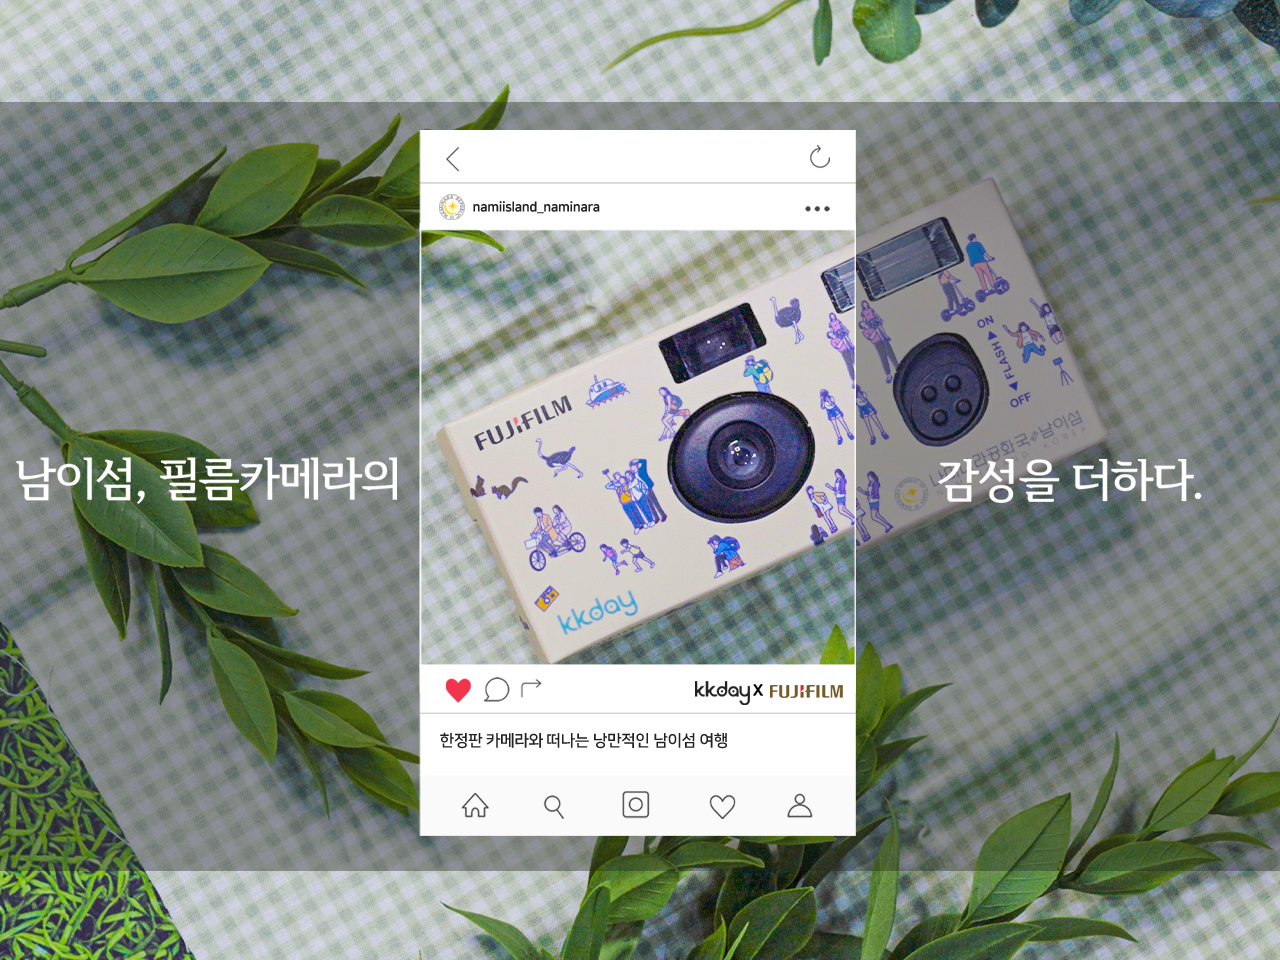 namiisland_naminara
FUJIFILM
ON
FLASH
OFF
남이섬, 필름카메라의
감성을 더하다.
kkday
kkday X FUJIFILM
한정판 카메라와 떠나는 낭만적인 남이섬 여행